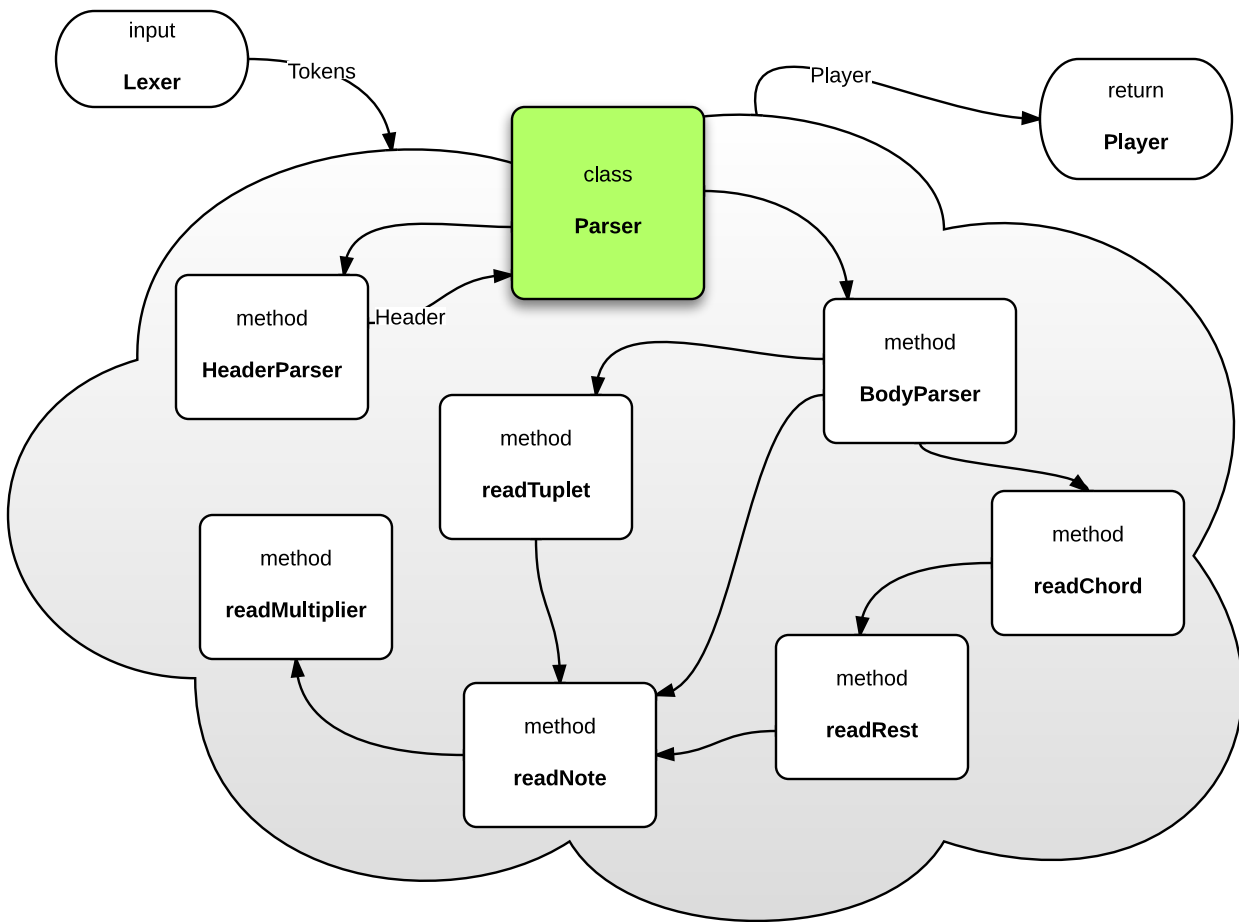 input
Lexer
Tokens
Player
return
Player
class
Parser
method
HeaderParser
Header
method
BodyParser
method
readTuplet
method
readChord
method
readMultiplier
method
readRest
method
readNote